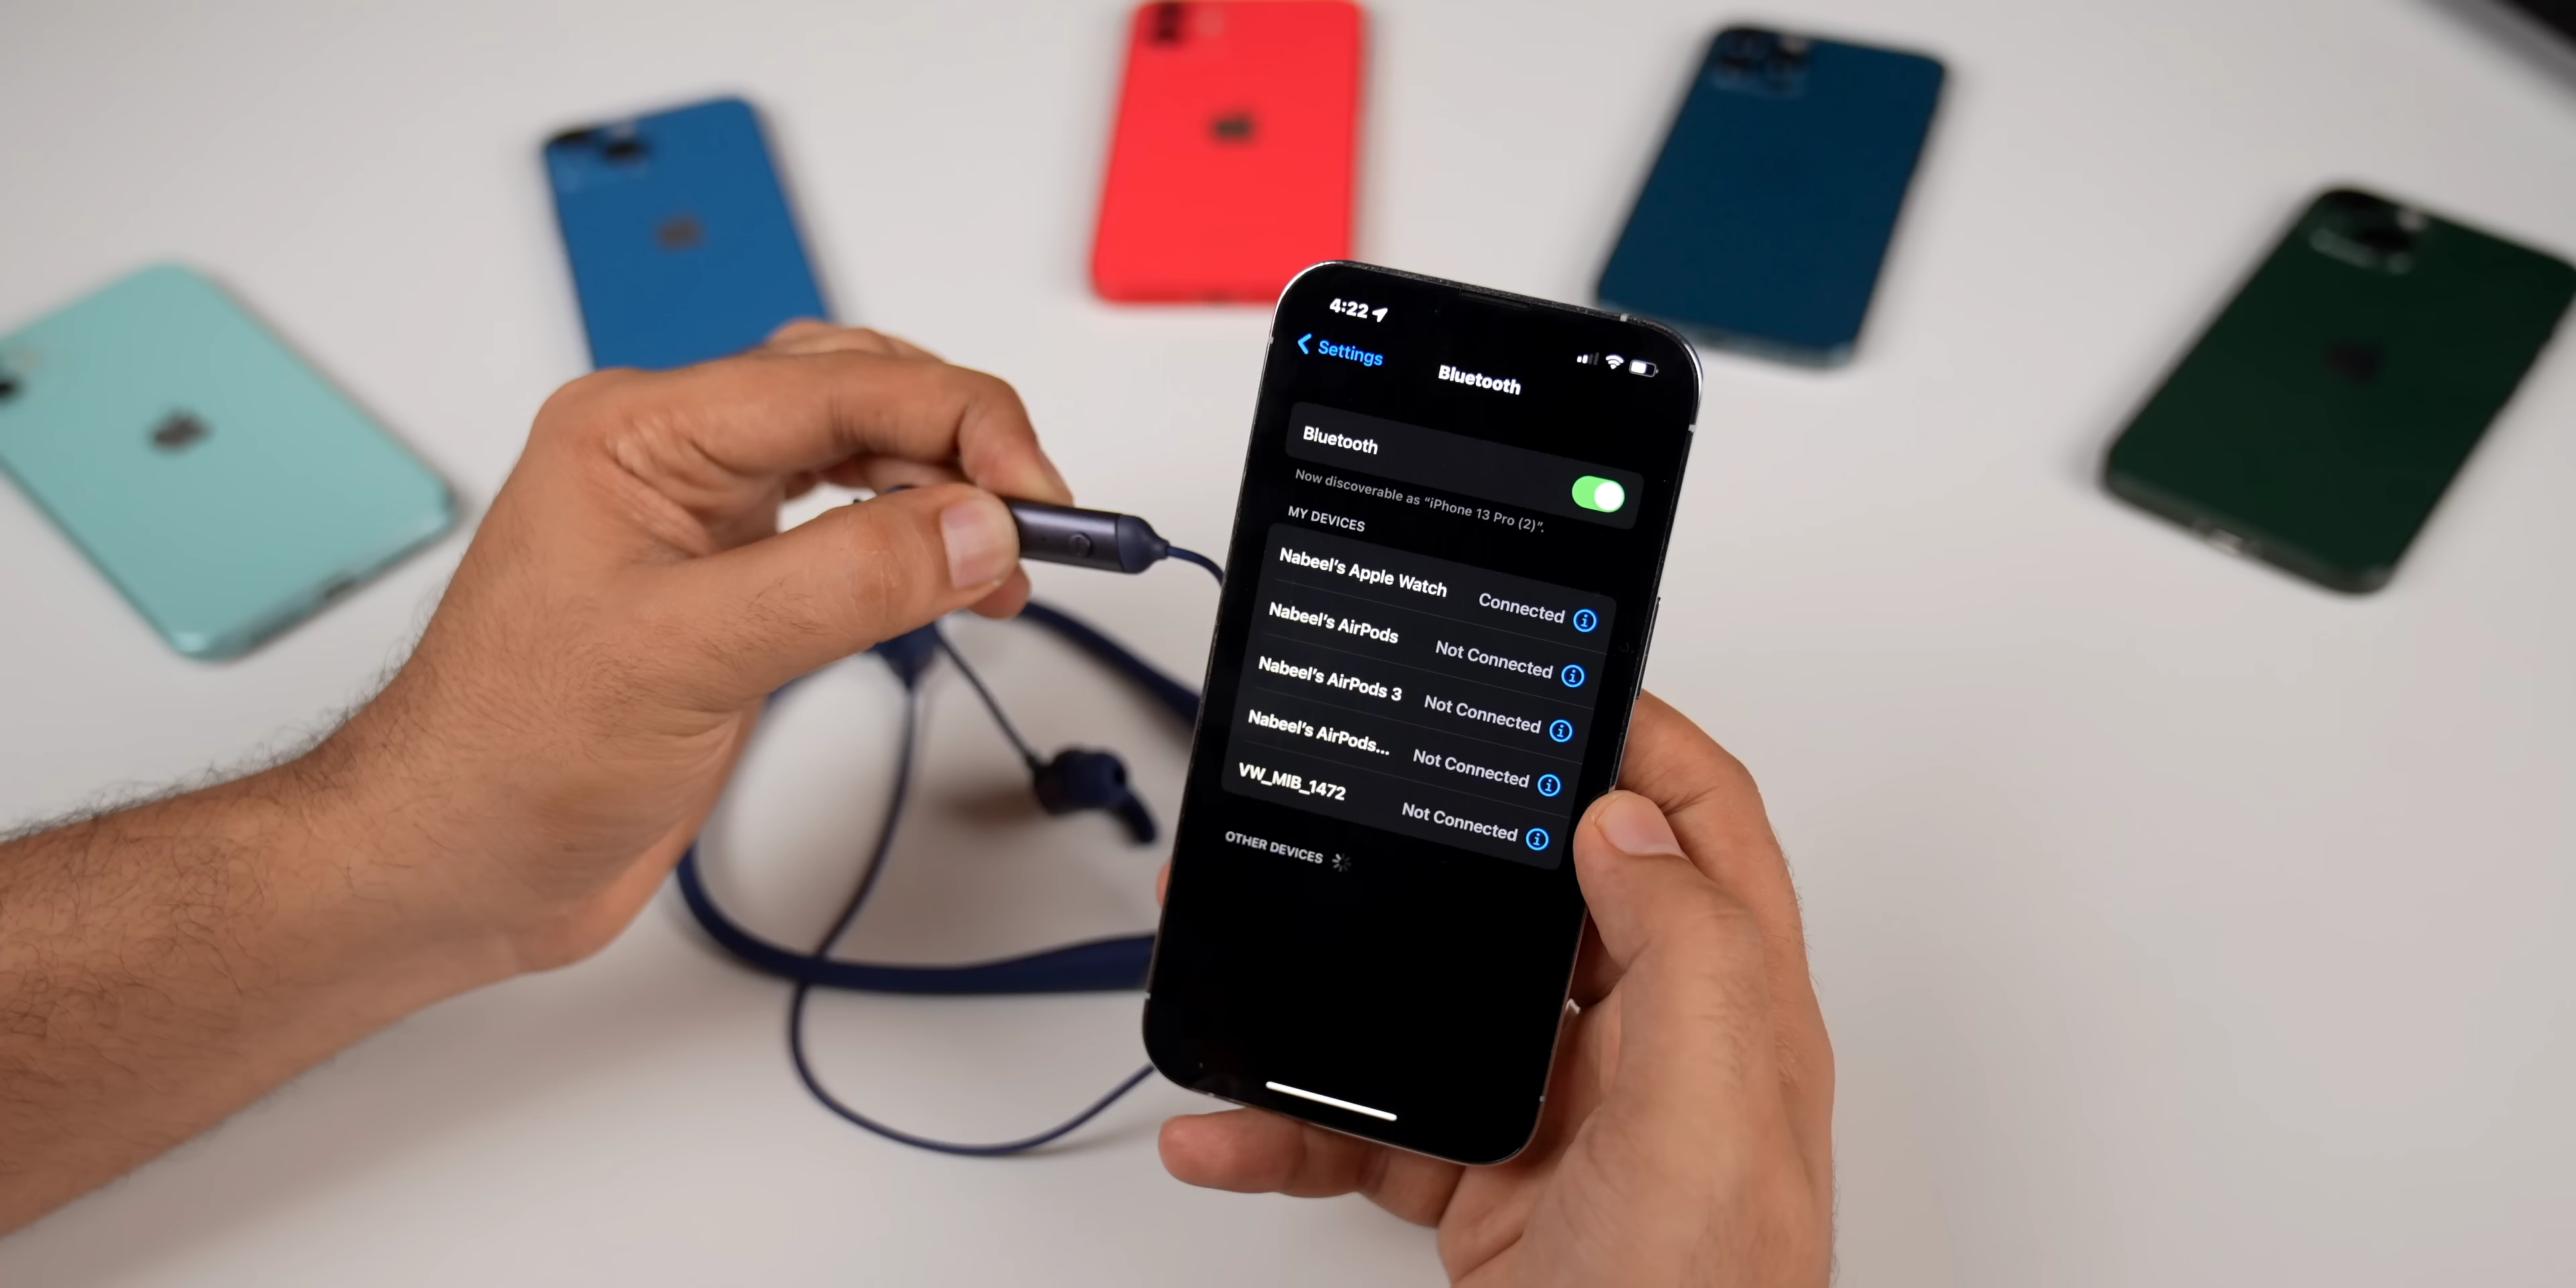 4:22
Settings
Bluetooth
Bluetooth
Now discoverable as “iPhone 13 Pro (2)”.
MY DEVICES
Nabeel’s Apple Watch Connected
Nabeel’s AirPods Not Connected
Nabeel’s AirPods 3 Not Connected
Nabeel’s AirPods... Not Connected
VW_MIB_1472 Not Connected
OTHER DEVICES